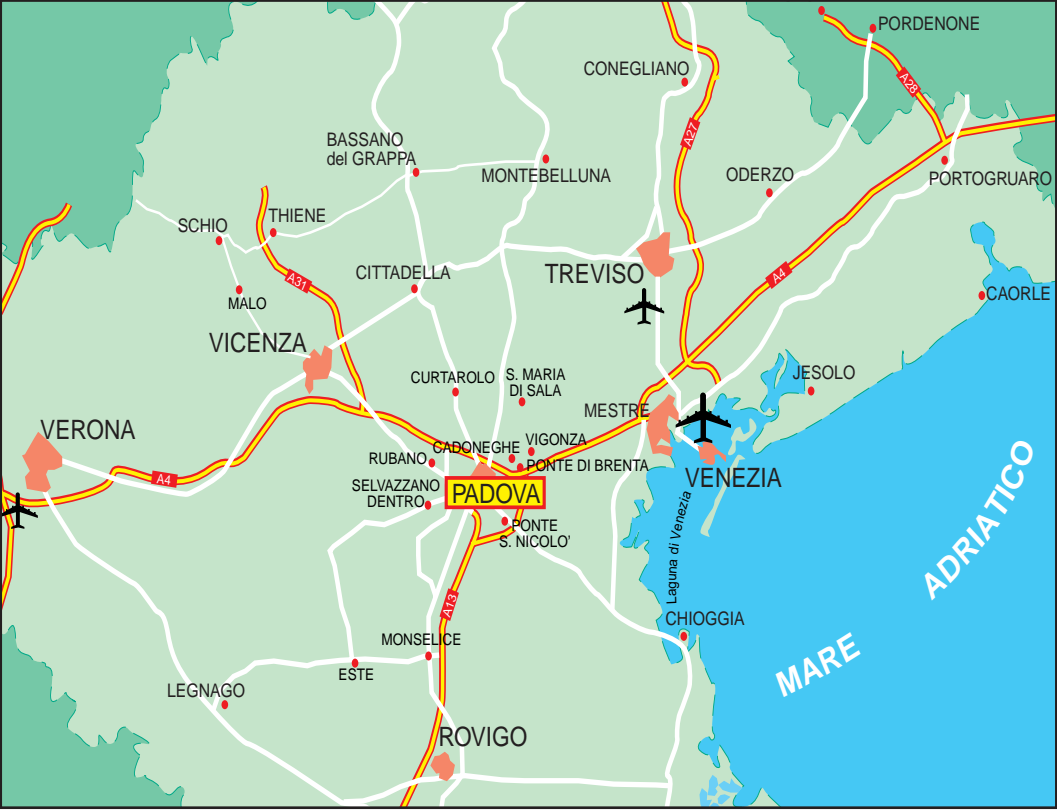 PORDENONE
CONEGLIANO
A28
A27
BASSANO
del GRAPPA
MONTEBELLUNA
ODERZO
PORTOGRUARO
THIENE
SCHIO
TREVISO
CITTADELLA
A4
A31
MALO
CAORLE
VICENZA
CURTAROLO
S. MARIA
DI SALA
JESOLO
MESTRE
VERONA
VIGONZA
CADONEGHE
RUBANO
PONTE DI BRENTA
A4
VENEZIA
SELVAZZANO
DENTRO
PADOVA
PONTE
S. NICOLO'
Laguna di Venezia
ADRIATICO
A13
CHIOGGIA
MONSELICE
MARE
ESTE
LEGNAGO
ROVIGO